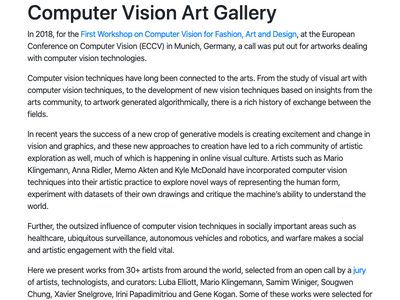 Computer Vision Art Gallery
In 2018, for the First Workshop on Computer Vision for Fashion, Art and Design, at the European
Conference on Computer Vision (ECCV) in Munich, Germany, a call was put out for artworks dealing
with computer vision technologies.
Computer vision techniques have long been connected to the arts. From the study of visual art with
computer vision techniques, to the development of new vision techniques based on insights from the
arts community, to artwork generated algorithmically, there is a rich history of exchange between the
fields.
In recent years the success of a new crop of generative models is creating excitement and change in
vision and graphics, and these new approaches to creation have led to a rich community of artistic
exploration as well, much of which is happening in online visual culture. Artists such as Mario
Klingemann, Anna Ridler, Memo Akten and Kyle McDonald have incorporated computer vision
techniques into their artistic practice to explore novel ways of representing the human form,
experiment with datasets of their own drawings and critique the machine's ability to understand the
world.
Further, the outsized influence of computer vision techniques in socially important areas such as
healthcare, ubiquitous surveillance, autonomous vehicles and robotics, and warfare makes a social
and artistic engagement with the field vital.
Here we present works from 30+ artists from around the world, selected from an open call by a jury
of artists, technologists, and curators: Luba Elliott, Mario Klingemann, Samim Winiger, Sougwen
Chung, Xavier Snelgrove, Irini Papadimitriou and Gene Kogan. Some of these works were selected for